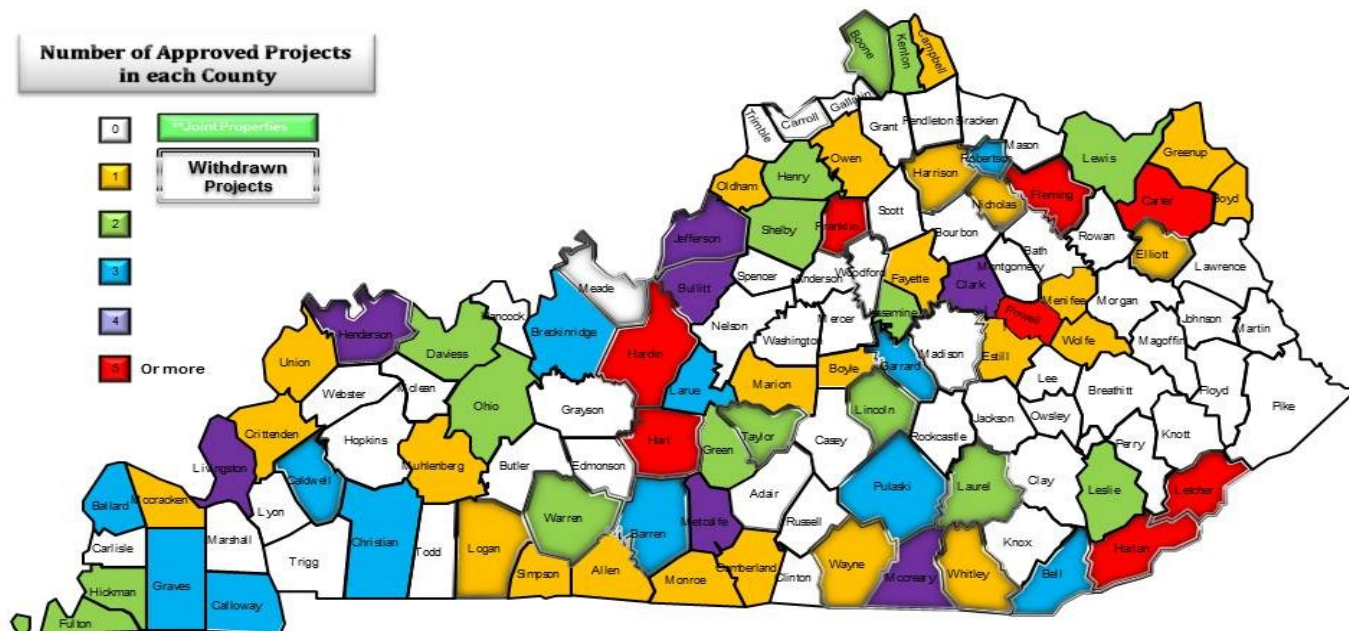 Number of Approved Projects
in each County
0
**Joint Properties
1
Withdrawn
Projects
2
3
4
5 Or more
Boone
Kenton
Campbell
Gallatin
Trimble
Carroll
Grant
Pendleton
Bracken
Mason
Robertson
Lewis
Greenup
Oldham
Henry
Owen
Harrison
Nicholas
Fleming
Carter
Boyd
Jefferson
Shelby
Franklin
Scott
Bourbon
Bath
Rowan
Elliott
Lawrence
Meade
Bullitt
Spencer
Anderson
Woodford
Fayette
Clark
Montgomery
Menifee
Morgan
Johnson
Martin
Henderson
Hancock
Breckinridge
Hardin
Nelson
Washington
Mercer
Jessamine
Madison
Powell
Estill
Wolfe
Magoffin
Union
Daviess
Webster
Mclean
Ohio
Grayson
Larue
Marion
Boyle
Garrard
Lincoln
Lee
Breathitt
Floyd
Pike
Crittenden
Hopkins
Muhlenberg
Butler
Edmonson
Hart
Green
Taylor
Casey
Rockcastle
Jackson
Owsley
Perry
Knott
Livingston
Caldwell
Lyon
Warren
Barren
Metcalfe
Adair
Russell
Pulaski
Laurel
Clay
Leslie
Letcher
Ballard
Mccracken
Carlisle
Marshall
Trigg
Christian
Todd
Logan
Simpson
Allen
Monroe
Cumberland
Clinton
Wayne
Mccreary
Whitley
Knox
Bell
Harlan
Hickman
Graves
Calloway
Fulton